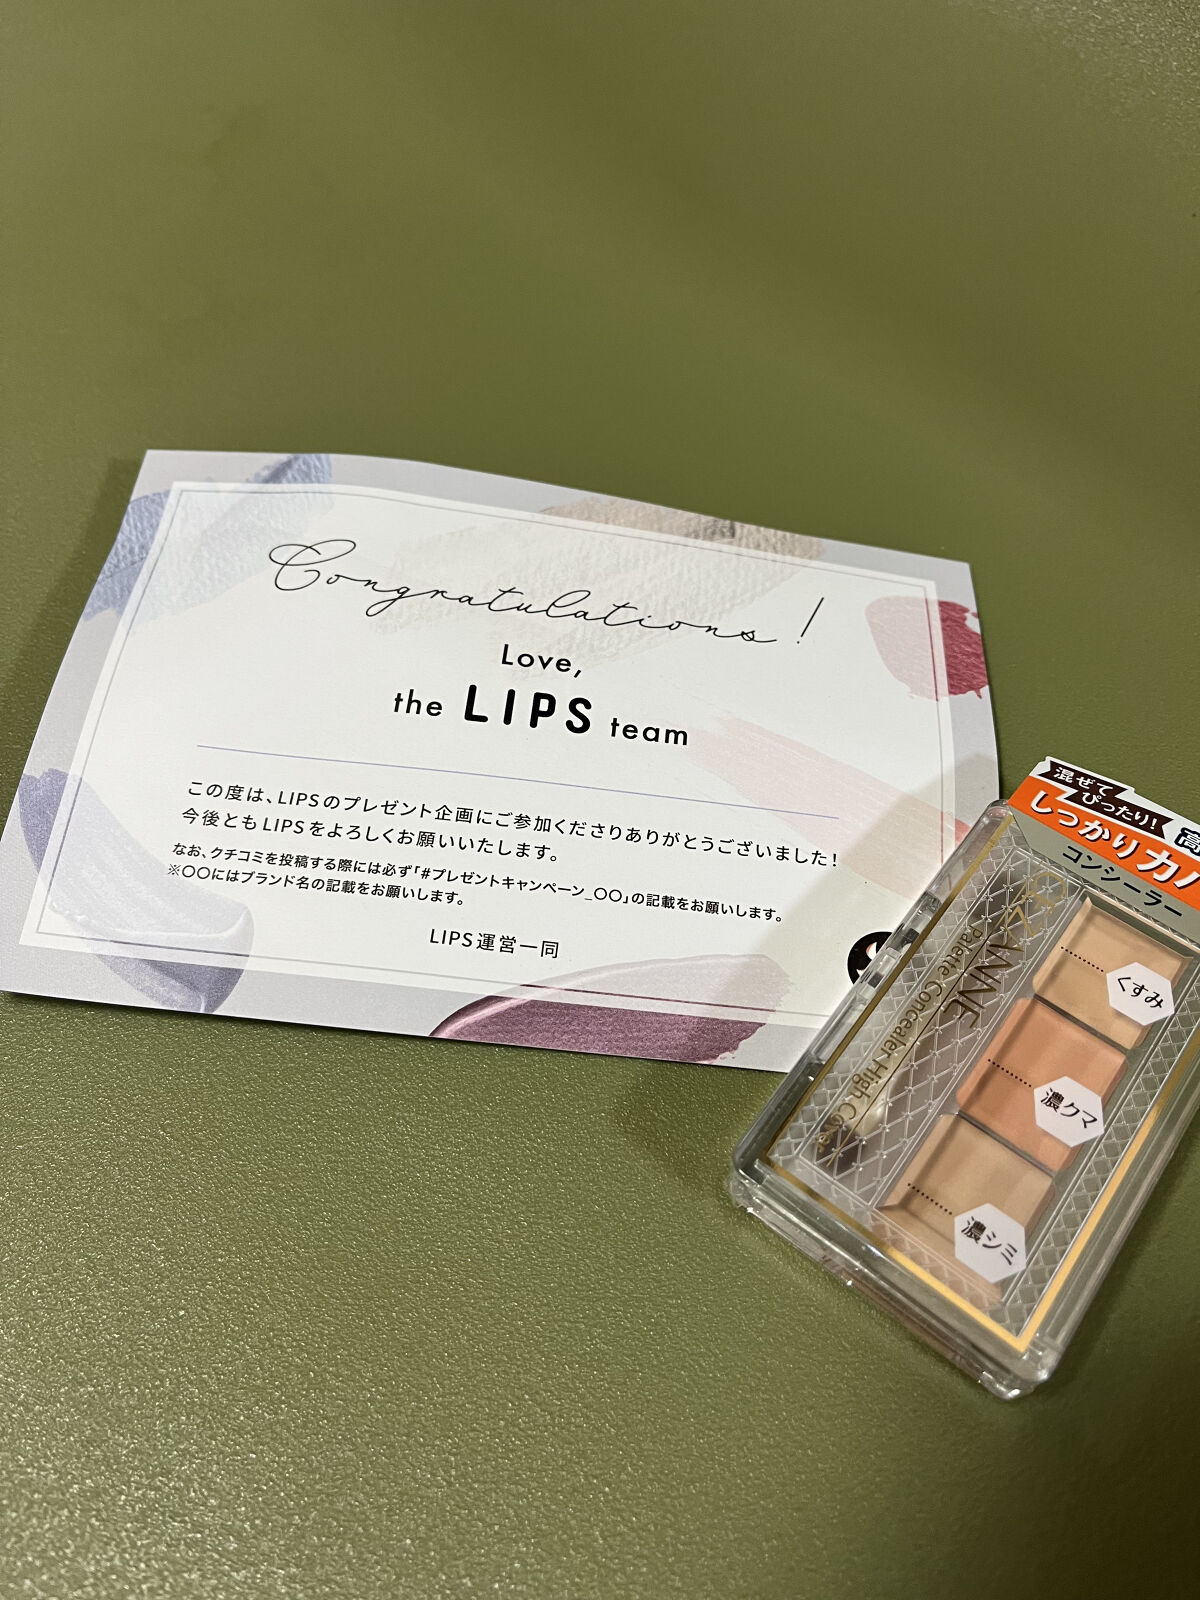 Congratulations!
Love,
the LIPS team
この度は、LIPSのプレゼント企画にご参加くださりありがとうございました！
今後ともLIPSをよろしくお願いいたします。
なお、クチコミを投稿する際には必ず「#プレゼントキャンペーン_〇〇」の記載をお願いします。
※〇〇にはブランド名の記載をお願いします。
LIPS運営一同
混ぜて
ぴったり！
高
しっかりカバ
コンシーラー
CEZANNE
Palette Concealer High Cover
くすみ
濃クマ
濃シミ